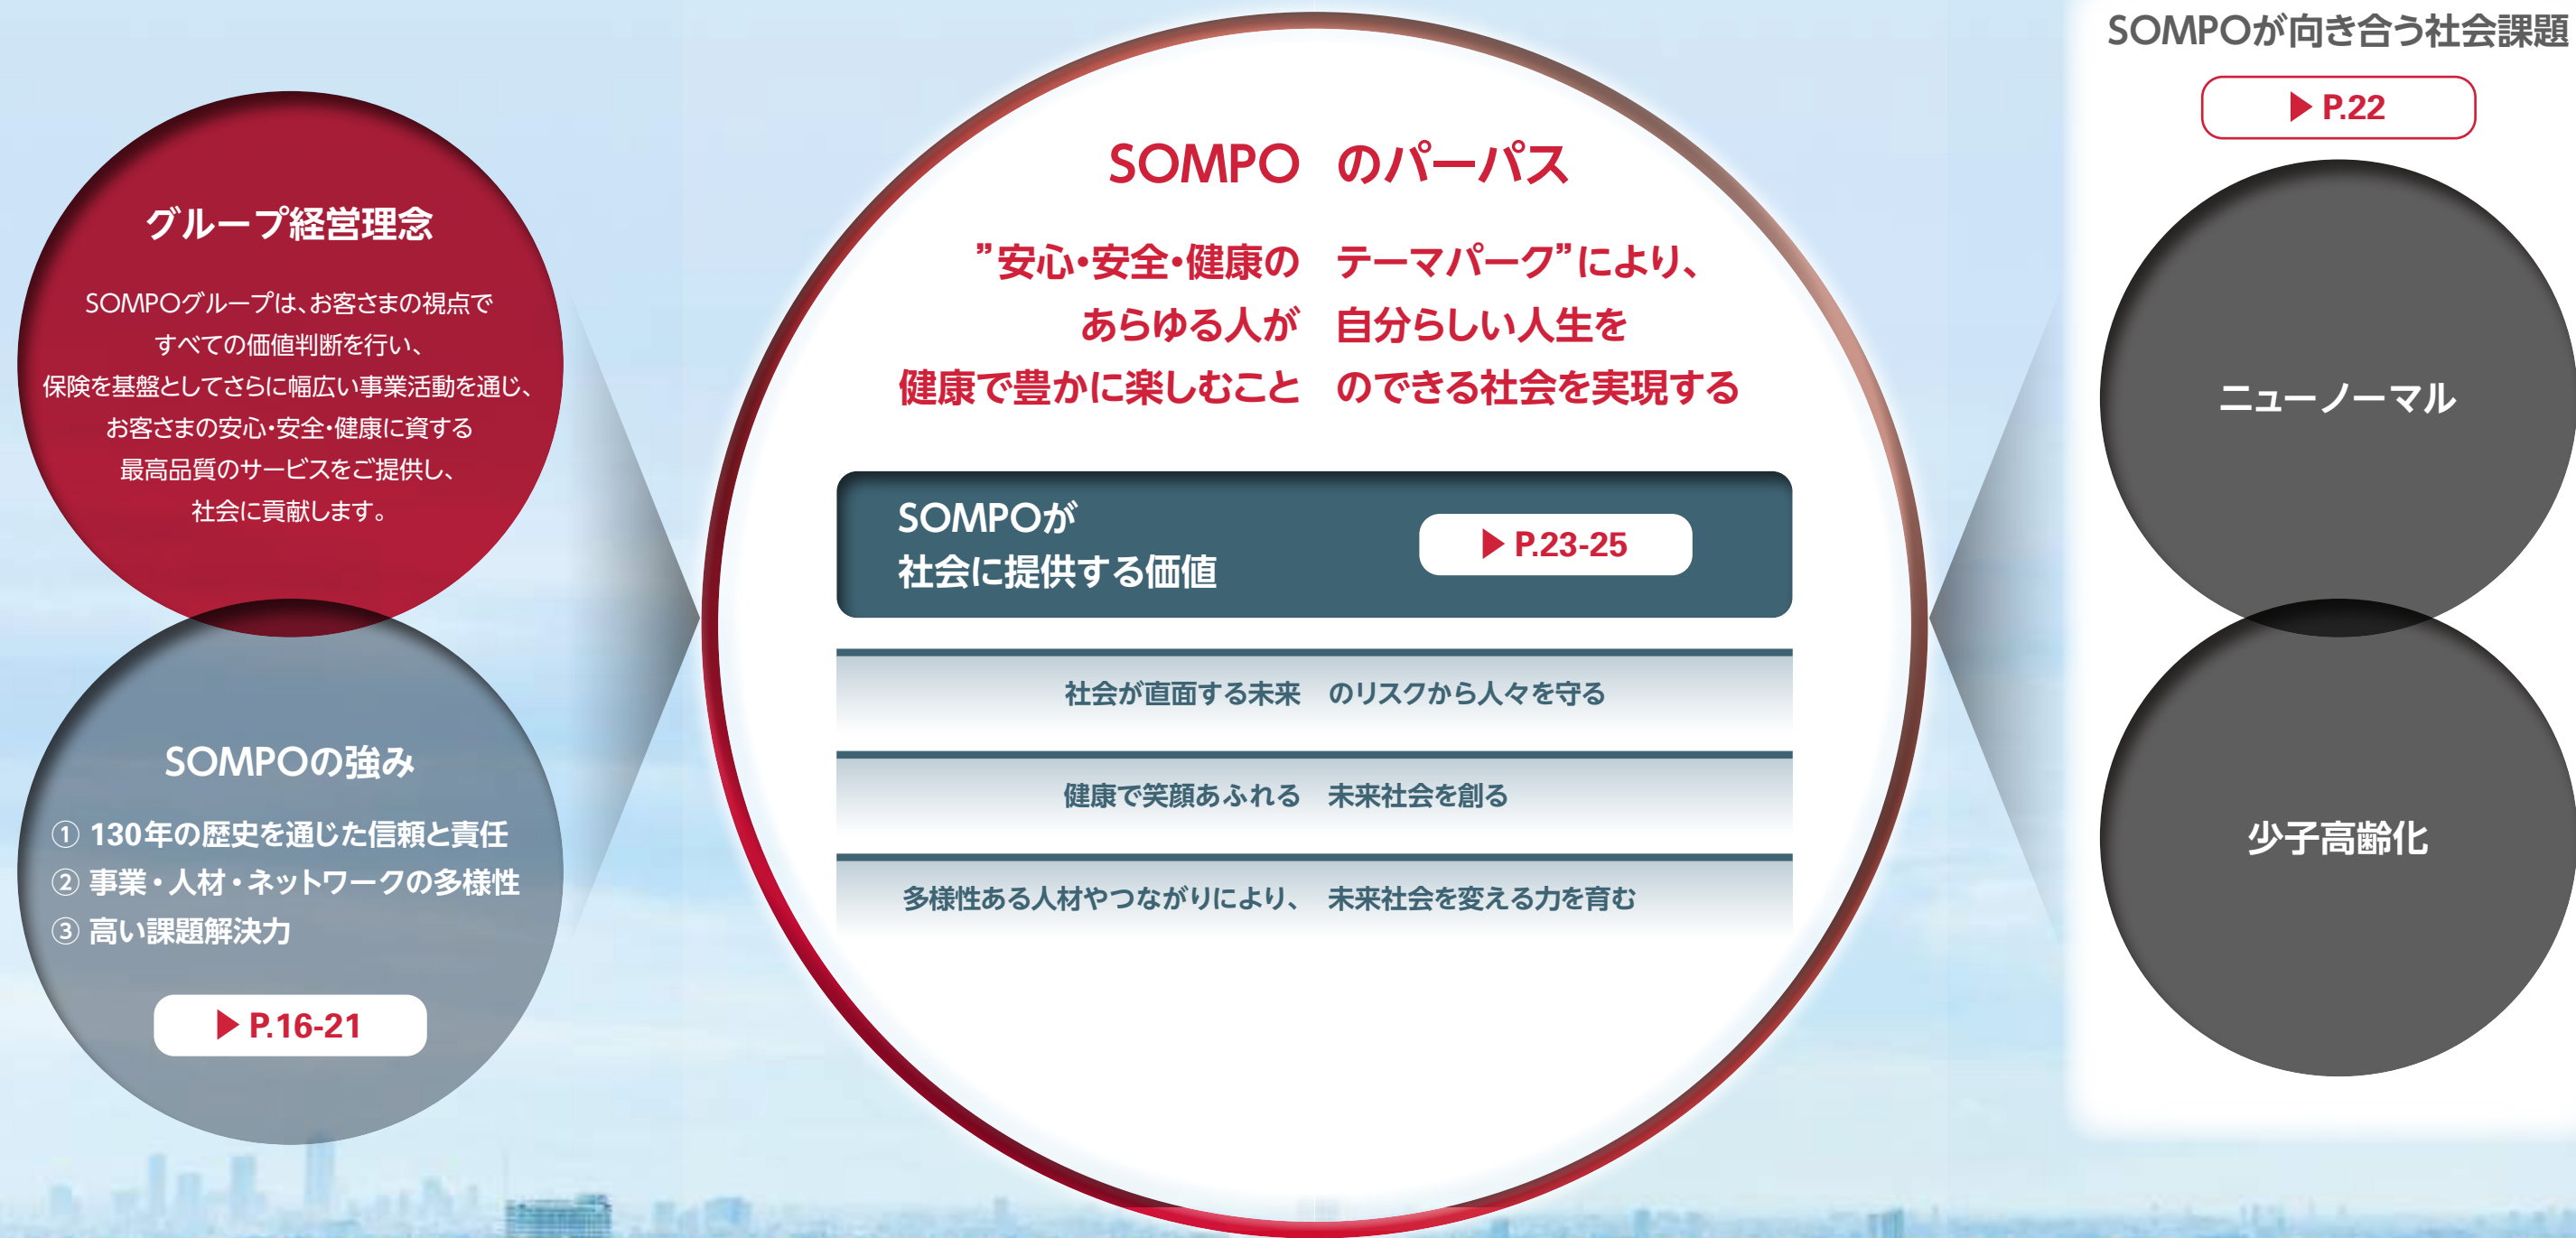 グループ経営理念
SOMPOグループは、お客さまの視点で
すべての価値判断を行い、
保険を基盤としてさらに幅広い事業活動を通じ、
お客さまの安心・安全・健康に資する
最高品質のサービスをご提供し、
社会に貢献します。
SOMPOの強み
① 130年の歴史を通じた信頼と責任
② 事業・人材・ネットワークの多様性
③ 高い課題解決力
▶ P.16-21
SOMPO のパーパス
”安心・安全・健康の テーマパーク”により、
あらゆる人が 自分らしい人生を
健康で豊かに楽しむこと のできる社会を実現する
SOMPOが
社会に提供する価値
▶ P.23-25
社会が直面する未来 のリスクから人々を守る
健康で笑顔あふれる 未来社会を創る
多様性ある人材やつながりにより、 未来社会を変える力を育む
SOMPOが向き合う社会課題
▶ P.22
ニューノーマル
少子高齢化